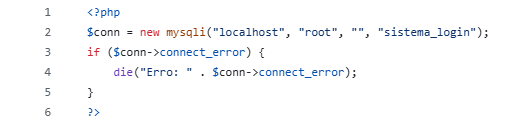 1 <?php
2 $conn = new mysqli("localhost", "root", "", "sistema_login");
3 if ($conn->connect_error) {
4     die("Erro: " . $conn->connect_error);
5 }
6 ?>